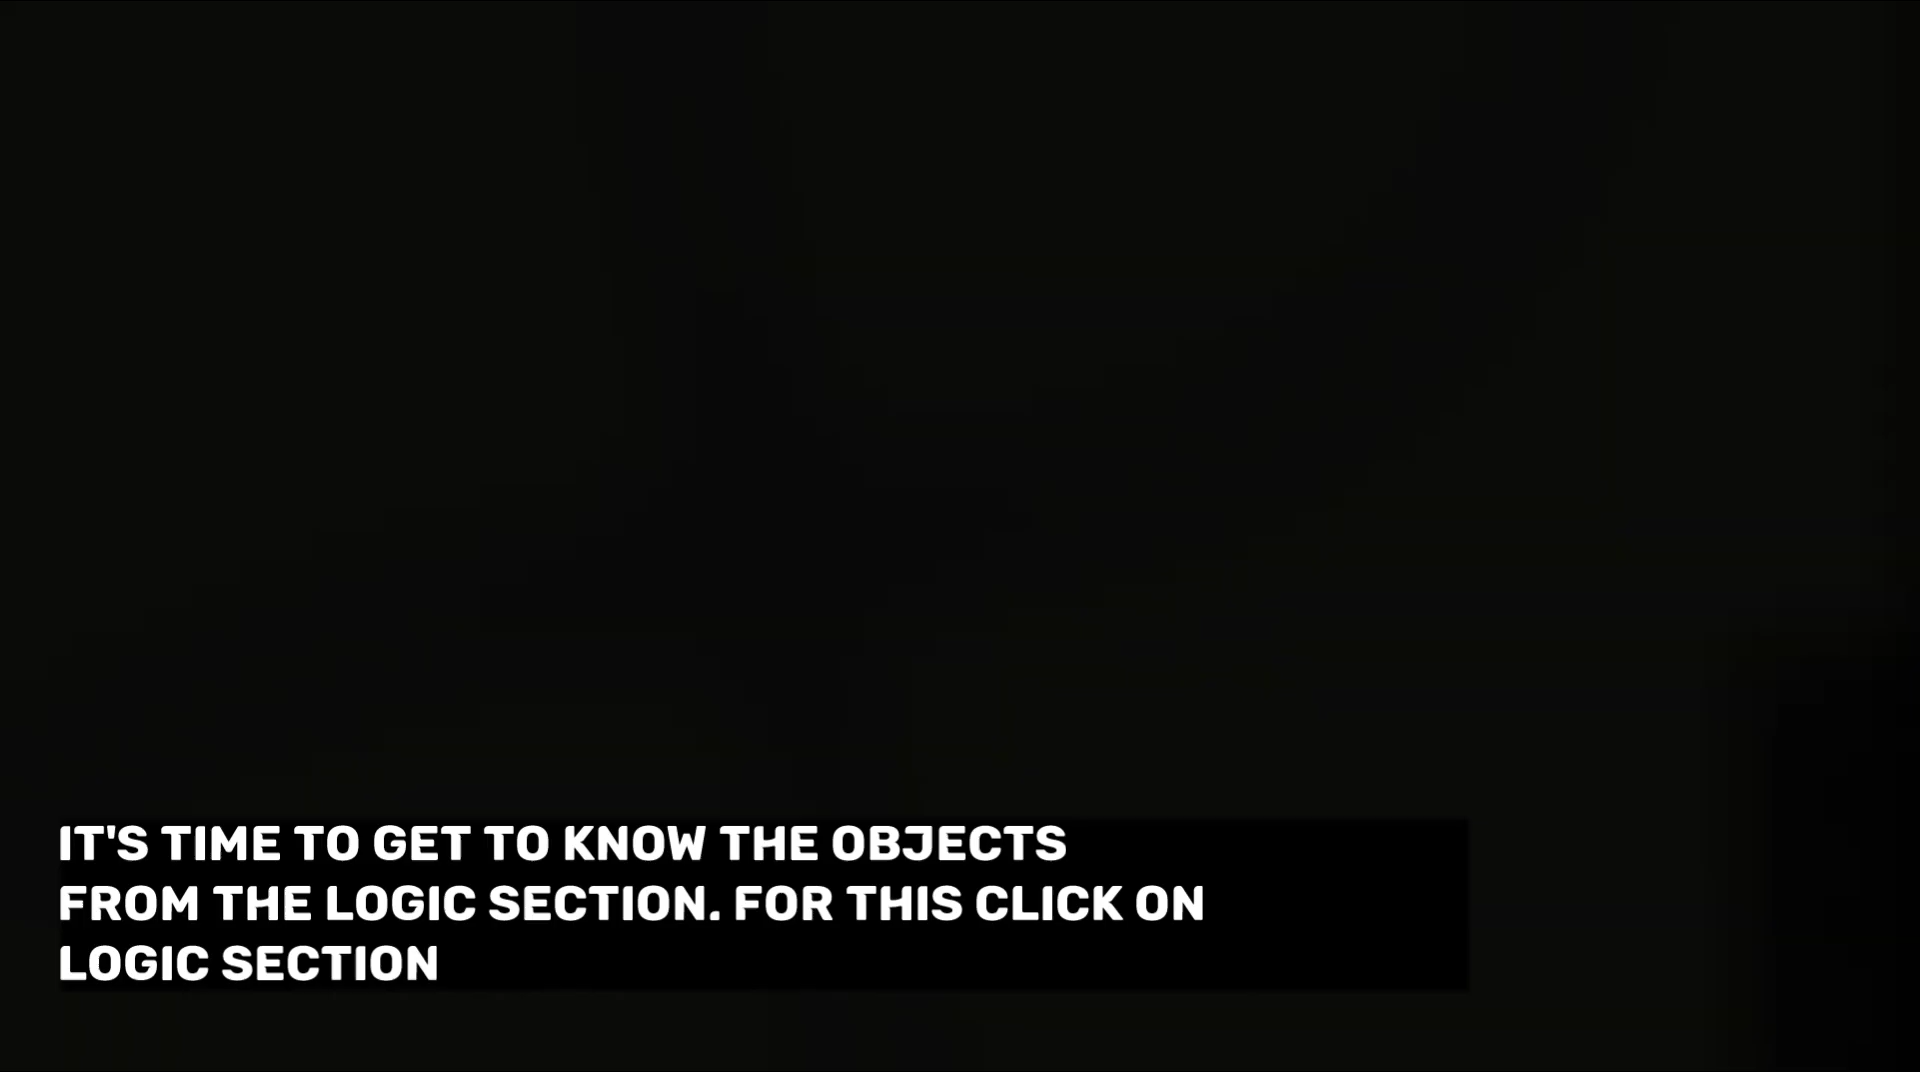 IT'S TIME TO GET TO KNOW THE OBJECTS
FROM THE LOGIC SECTION. FOR THIS CLICK ON
LOGIC SECTION